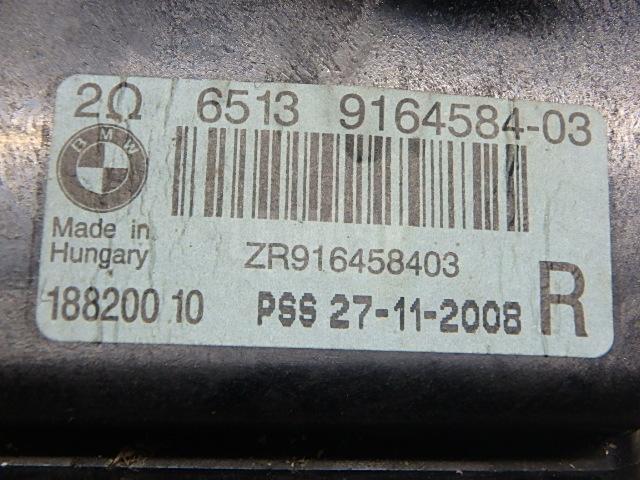 2Ω 6513 9164584-03
BMW
Made in
Hungary
ZR916458403
188200 10 PSS 27-11-2008 R